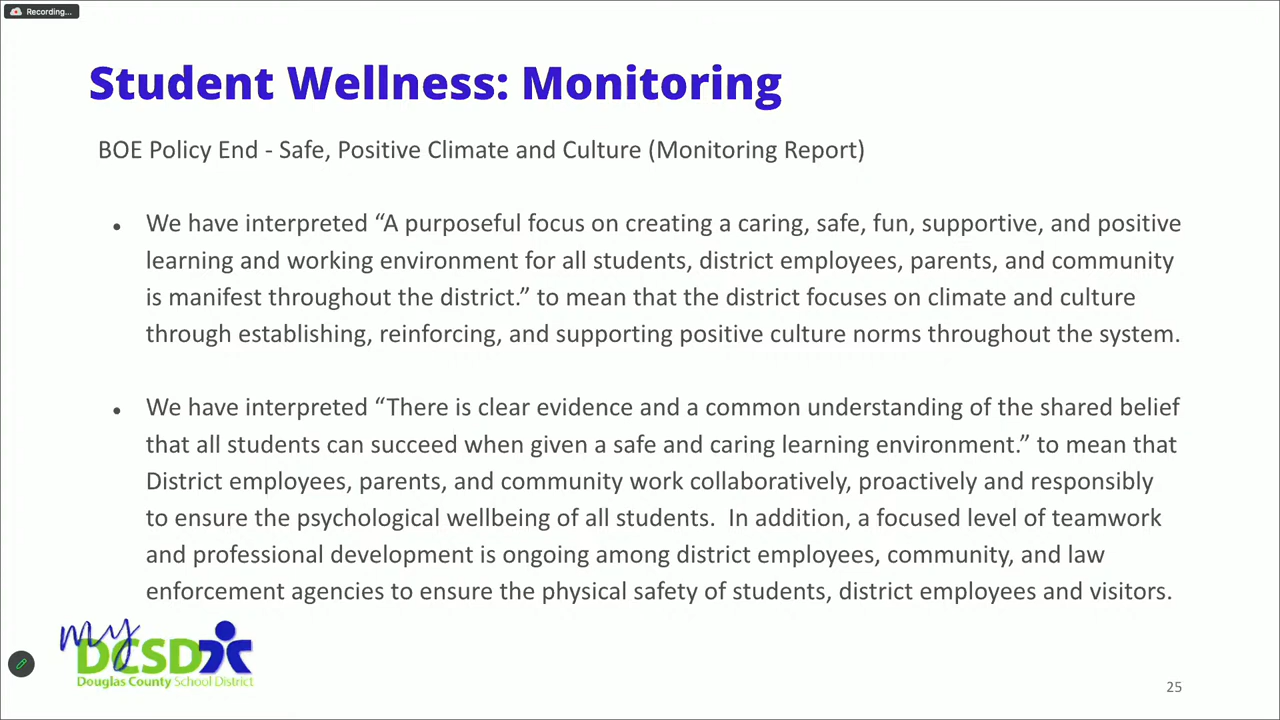 Recording...
Student Wellness: Monitoring
BOE Policy End - Safe, Positive Climate and Culture (Monitoring Report)
• We have interpreted “A purposeful focus on creating a caring, safe, fun, supportive, and positive
learning and working environment for all students, district employees, parents, and community
is manifest throughout the district.” to mean that the district focuses on climate and culture
through establishing, reinforcing, and supporting positive culture norms throughout the system.
• We have interpreted “There is clear evidence and a common understanding of the shared belief
that all students can succeed when given a safe and caring learning environment.” to mean that
District employees, parents, and community work collaboratively, proactively and responsibly
to ensure the psychological wellbeing of all students.  In addition, a focused level of teamwork
and professional development is ongoing among district employees, community, and law
enforcement agencies to ensure the physical safety of students, district employees and visitors.
my
DCSD
Douglas County School District
25